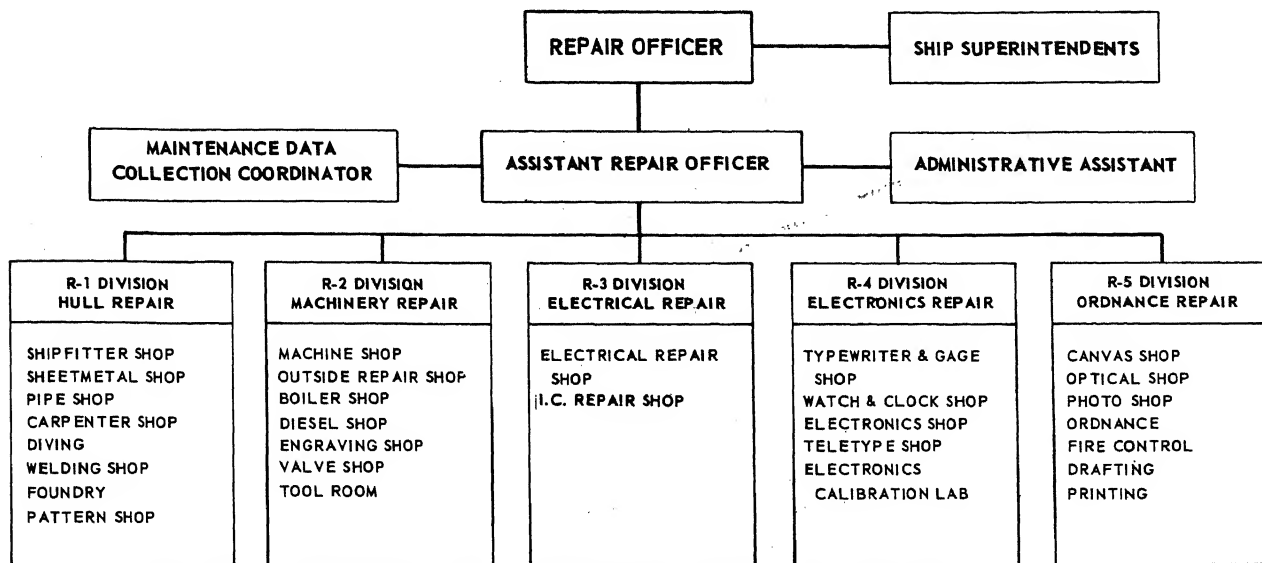 REPAIR OFFICER
SHIP SUPERINTENDENTS
MAINTENANCE DATA
COLLECTION COORDINATOR
ASSISTANT REPAIR OFFICER
ADMINISTRATIVE ASSISTANT
R-1 DIVISION
HULL REPAIR
SHIPFITTER SHOP
SHEETMETAL SHOP
PIPE SHOP
CARPENTER SHOP
DIVING
WELDING SHOP
FOUNDRY
PATTERN SHOP
R-2 DIVISION
MACHINERY REPAIR
MACHINE SHOP
OUTSIDE REPAIR SHOP
BOILER SHOP
DIESEL SHOP
ENGRAVING SHOP
VALVE SHOP
TOOL ROOM
R-3 DIVISION
ELECTRICAL REPAIR
ELECTRICAL REPAIR
SHOP
I.C. REPAIR SHOP
R-4 DIVISION
ELECTRONICS REPAIR
TYPEWRITER & GAGE
SHOP
WATCH & CLOCK SHOP
ELECTRONICS SHOP
TELETYPE SHOP
ELECTRONICS
CALIBRATION LAB
R-5 DIVISION
ORDNANCE REPAIR
CANVAS SHOP
OPTICAL SHOP
PHOTO SHOP
ORDNANCE
FIRE CONTROL
DRAFTING
PRINTING